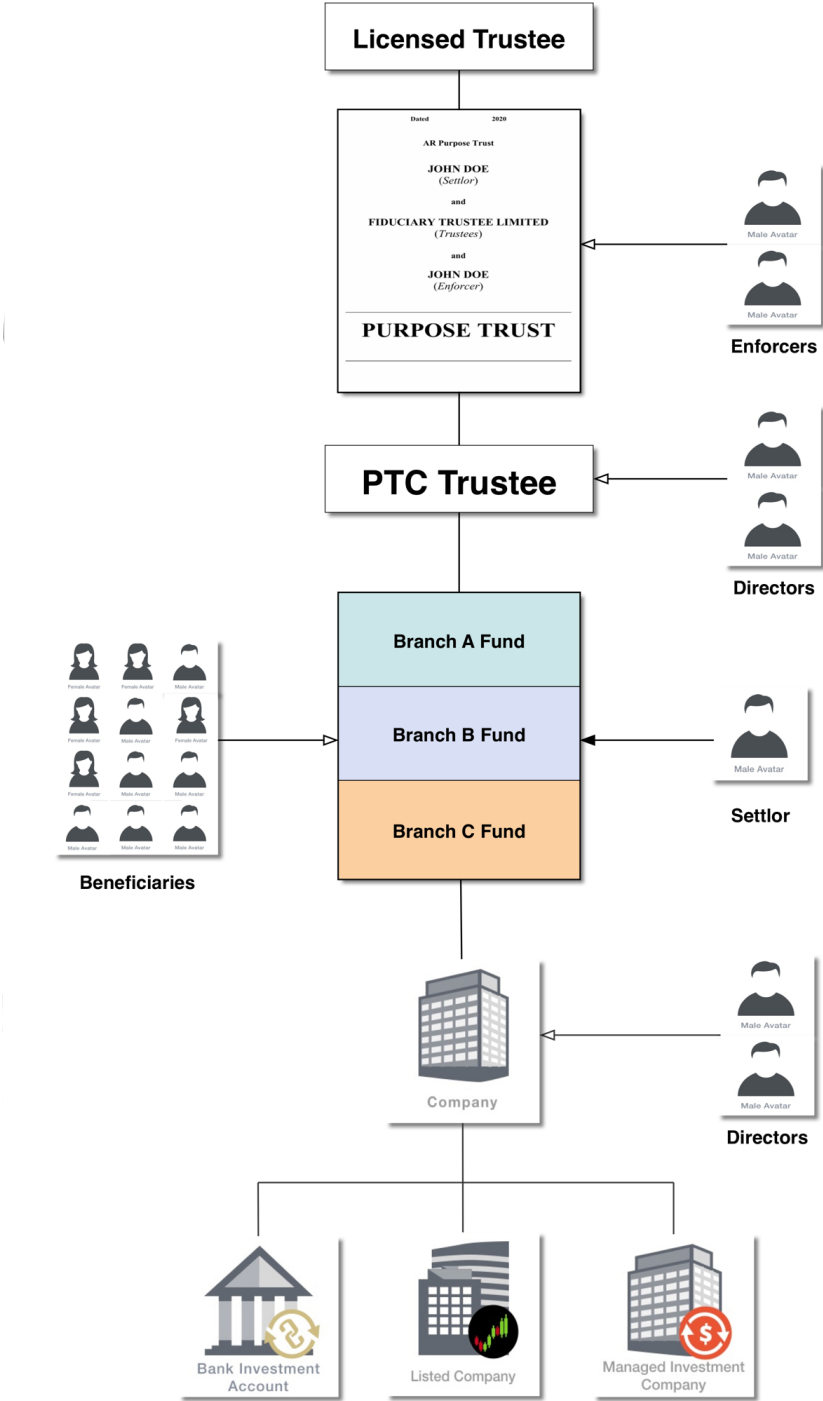 Licensed Trustee
Dated 2020
AR Purpose Trust
JOHN DOE
(Settlor)
and
FIDUCIARY TRUSTEE LIMITED
(Trustees)
and
JOHN DOE
(Enforcer)
PURPOSE TRUST
Male Avatar
Male Avatar
Enforcers
PTC Trustee
Male Avatar
Male Avatar
Directors
Branch A Fund
Branch B Fund
Branch C Fund
Female Avatar Female Avatar Male Avatar
Female Avatar Male Avatar Female Avatar
Female Avatar Male Avatar Male Avatar
Male Avatar Male Avatar Male Avatar
Beneficiaries
Male Avatar
Settlor
Company
Male Avatar
Male Avatar
Directors
Bank Investment
Account
Listed Company
$
Managed Investment
Company